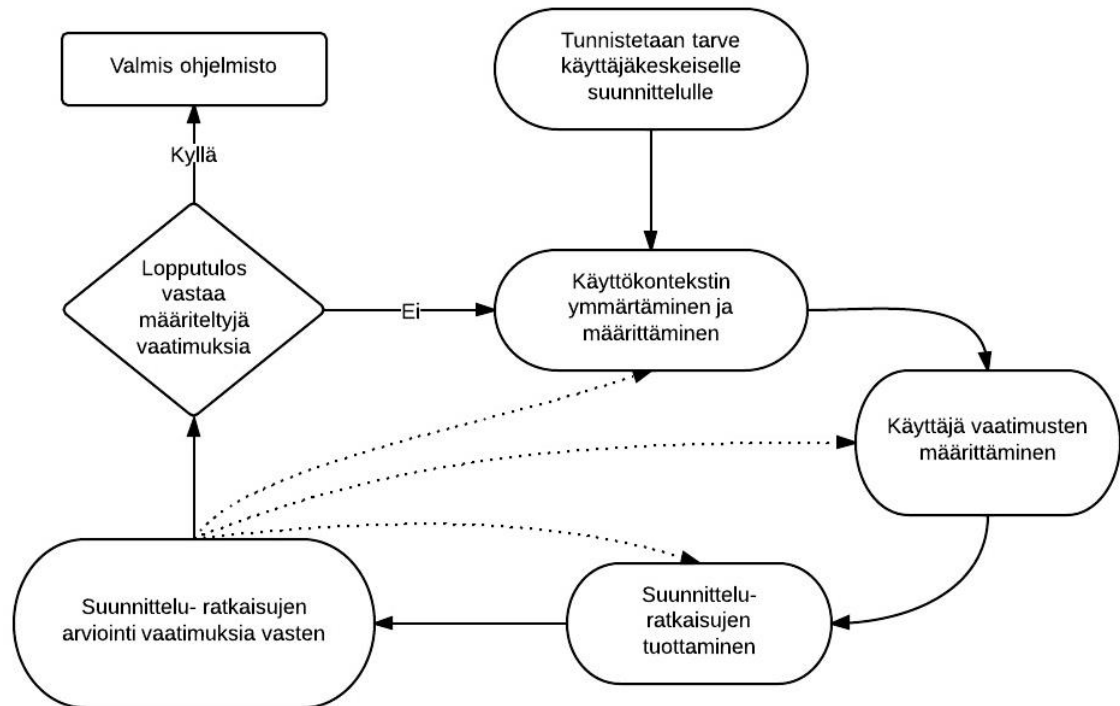 Valmis ohjelmisto
Tunnistetaan tarve
käyttäjäkeskeiselle
suunnittelulle
Kyllä
Lopputulos
vastaa
määriteltyjä
vaatimuksia
Ei
Käyttökontekstin
ymmärtäminen ja
määrittäminen
Käyttäjä vaatimusten
määrittäminen
Suunnittelu-
ratkaisujen
tuottaminen
Suunnittelu- ratkaisujen
arviointi vaatimuksia vasten